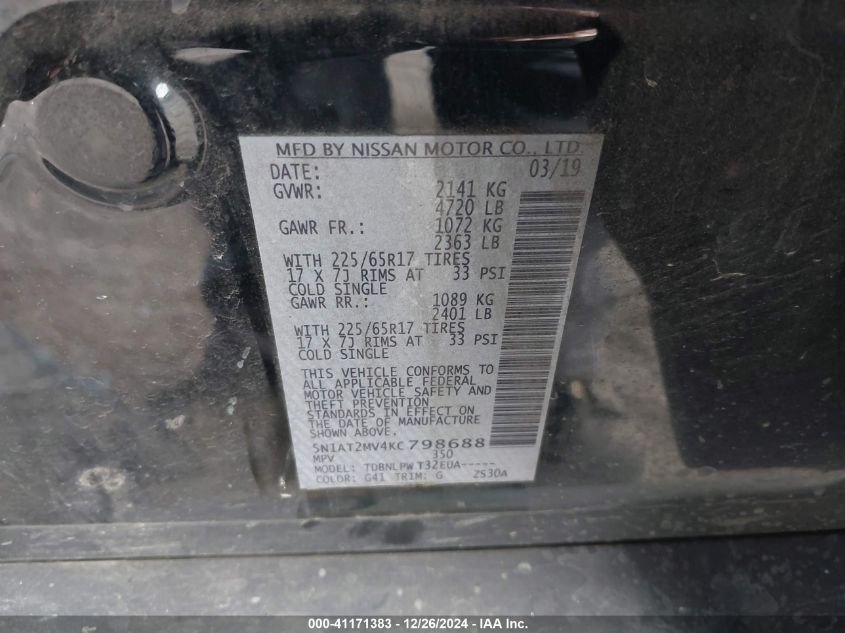 MFD BY NISSAN MOTOR CO., LTD.
DATE: 03/19
GVWR: 2141 KG
4720 LB
GAWR FR.: 1072 KG
2363 LB
WITH 225/65R17 TIRES
17 X 7J RIMS AT 33 PSI
COLD SINGLE
GAWR RR.: 1089 KG
2401 LB
WITH 225/65R17 TIRES
17 X 7J RIMS AT 33 PSI
COLD SINGLE
THIS VEHICLE CONFORMS TO
ALL APPLICABLE FEDERAL
MOTOR VEHICLE SAFETY AND
THEFT PREVENTION
STANDARDS IN EFFECT ON
THE DATE OF MANUFACTURE
SHOWN ABOVE.
5N1AT2MV4KC798688
MPV 350
MODEL: TDBNLPW T32EUA-----
COLOR: G41 TRIM: G ZS30A
000-41171383 - 12/26/2024 - IAA Inc.